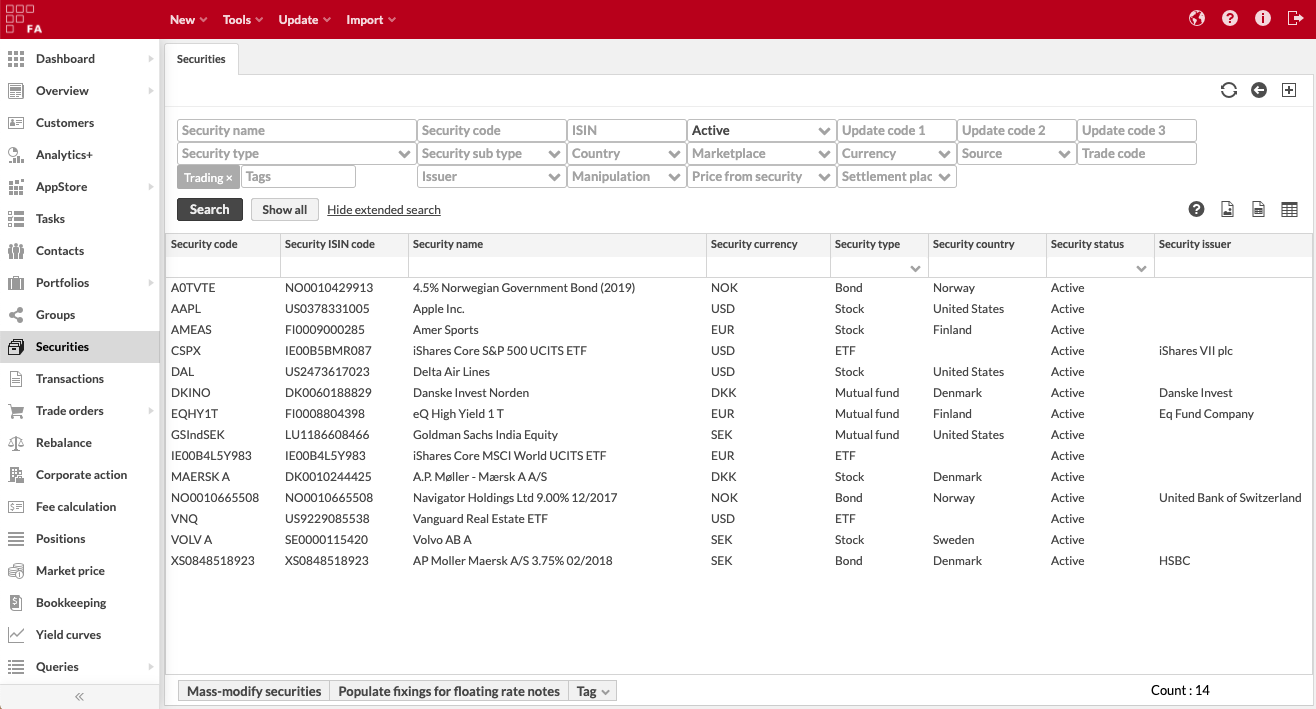 FA
New Tools Update Import
Dashboard
Overview
Customers
Analytics+
AppStore
Tasks
Contacts
Portfolios
Groups
Securities
Transactions
Trade orders
Rebalance
Corporate action
Fee calculation
Positions
Market price
Bookkeeping
Yield curves
Queries
«
Securities
Security name Security code ISIN Active Update code 1 Update code 2 Update code 3
Security type Security sub type Country Marketplace Currency Source Trade code
Trading × Tags Issuer Manipulation Price from security Settlement plac
Search Show all Hide extended search
Security code Security ISIN code Security name Security currency Security type Security country Security status Security issuer
A0TVTE NO0010429913 4.5% Norwegian Government Bond (2019) NOK Bond Norway Active
AAPL US0378331005 Apple Inc. USD Stock United States Active
AMEAS FI0009000285 Amer Sports EUR Stock Finland Active
CSPX IE00B5BMR087 iShares Core S&P 500 UCITS ETF USD ETF Active iShares VII plc
DAL US2473617023 Delta Air Lines USD Stock United States Active
DKINO DK0060188829 Danske Invest Norden DKK Mutual fund Denmark Active Danske Invest
EQHY1T FI0008804398 eQ High Yield 1 T EUR Mutual fund Finland Active Eq Fund Company
GSIndSEK LU1186608466 Goldman Sachs India Equity SEK Mutual fund United States Active
IE00B4L5Y983 IE00B4L5Y983 iShares Core MSCI World UCITS ETF EUR ETF Active
MAERSK A DK0010244425 A.P. Møller - Mærsk A A/S DKK Stock Denmark Active
NO0010665508 NO0010665508 Navigator Holdings Ltd 9.00% 12/2017 NOK Bond Norway Active United Bank of Switzerland
VNQ US9229085538 Vanguard Real Estate ETF USD ETF Active
VOLV A SE0000115420 Volvo AB A SEK Stock Sweden Active
XS0848518923 XS0848518923 AP Moller Maersk A/S 3.75% 02/2018 SEK Bond Denmark Active HSBC
Mass-modify securities Populate fixings for floating rate notes Tag Count : 14